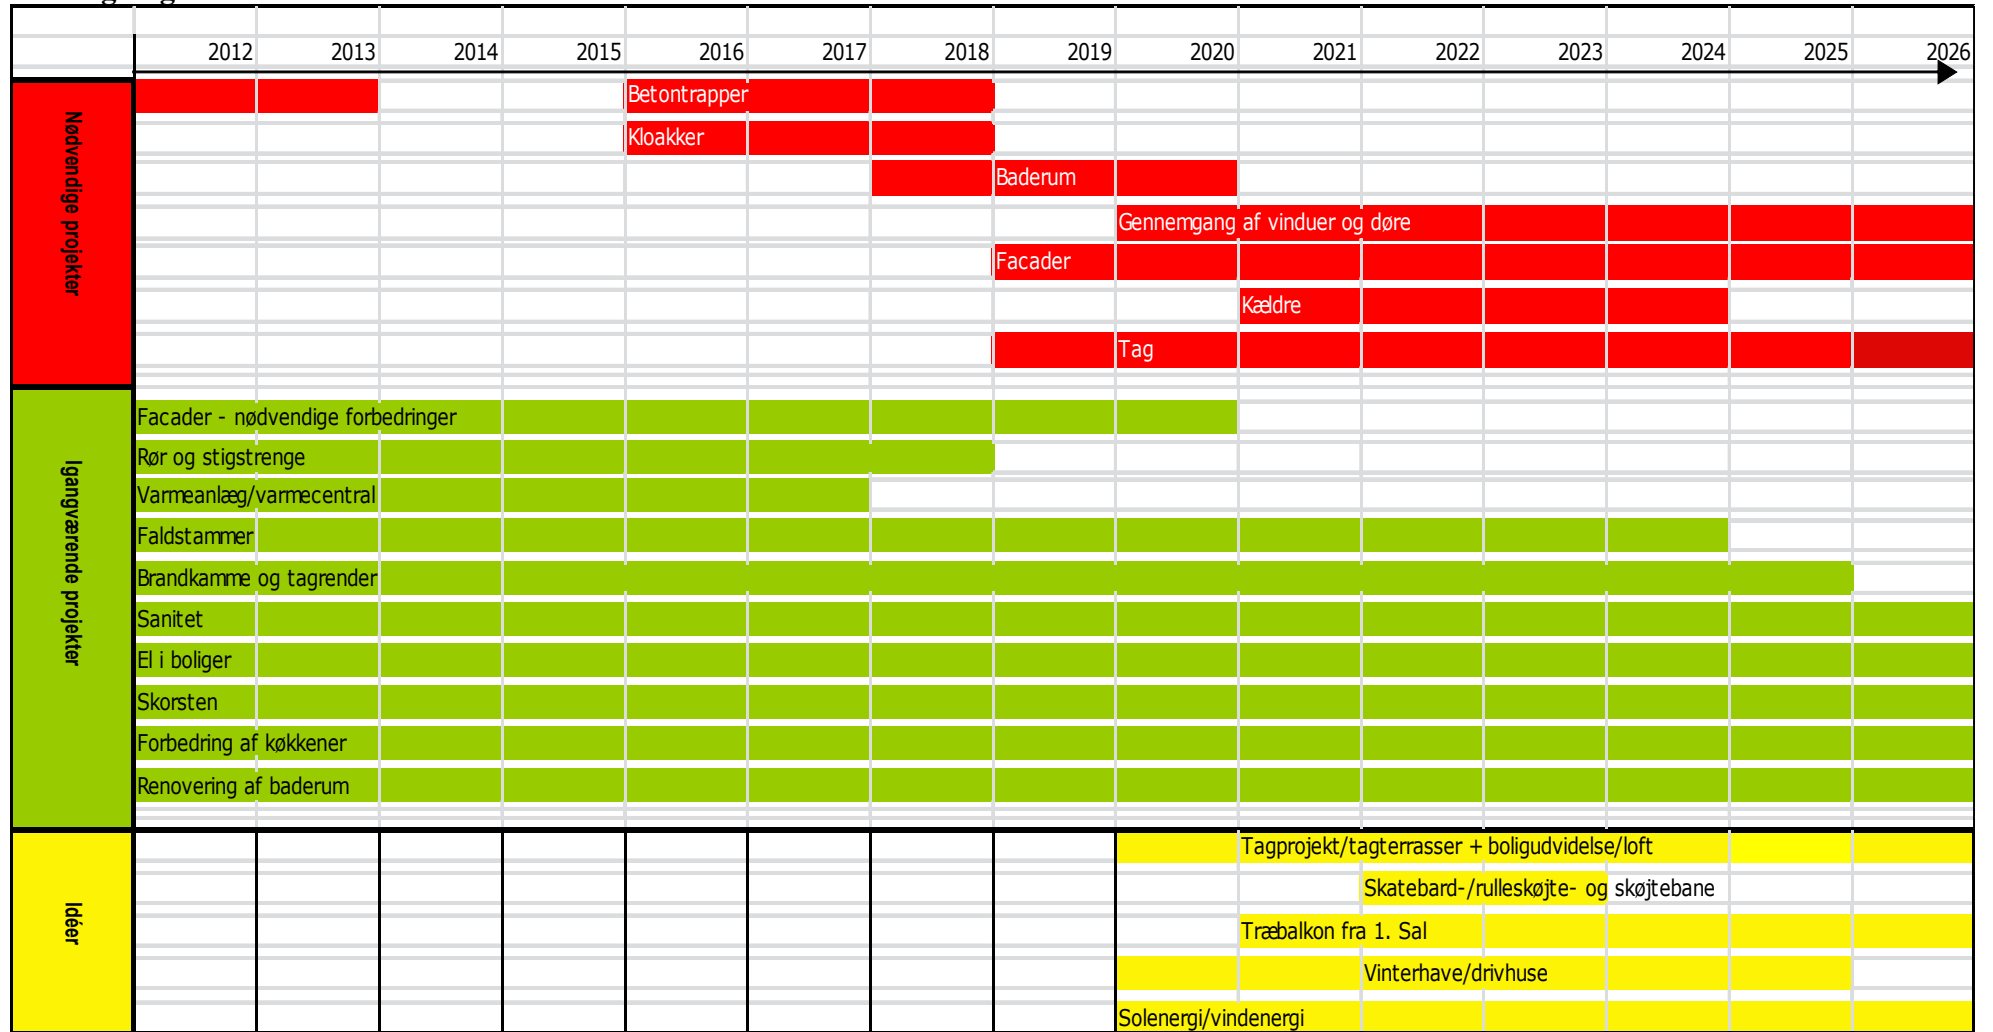 2012 2013 2014 2015 2016 2017 2018 2019 2020 2021 2022 2023 2024 2025 2026
Nødvendige projekter
Betontrapper
Kloakker
Baderum
Gennemgang af vinduer og døre
Facader
Kældre
Tag
Igangværende projekter
Facader - nødvendige forbedringer
Rør og stigstrenge
Varmeanlæg/varmecentral
Faldstammer
Brandkamme og tagrender
Sanitet
El i boliger
Skorsten
Forbedring af køkkener
Renovering af baderum
Idéer
Tagprojekt/tagterrasser + boligudvidelse/loft
Skatebard-/rulleskøjte- og skøjtebane
Træbalkon fra 1. Sal
Vinterhave/drivhuse
Solenergi/vindenergi